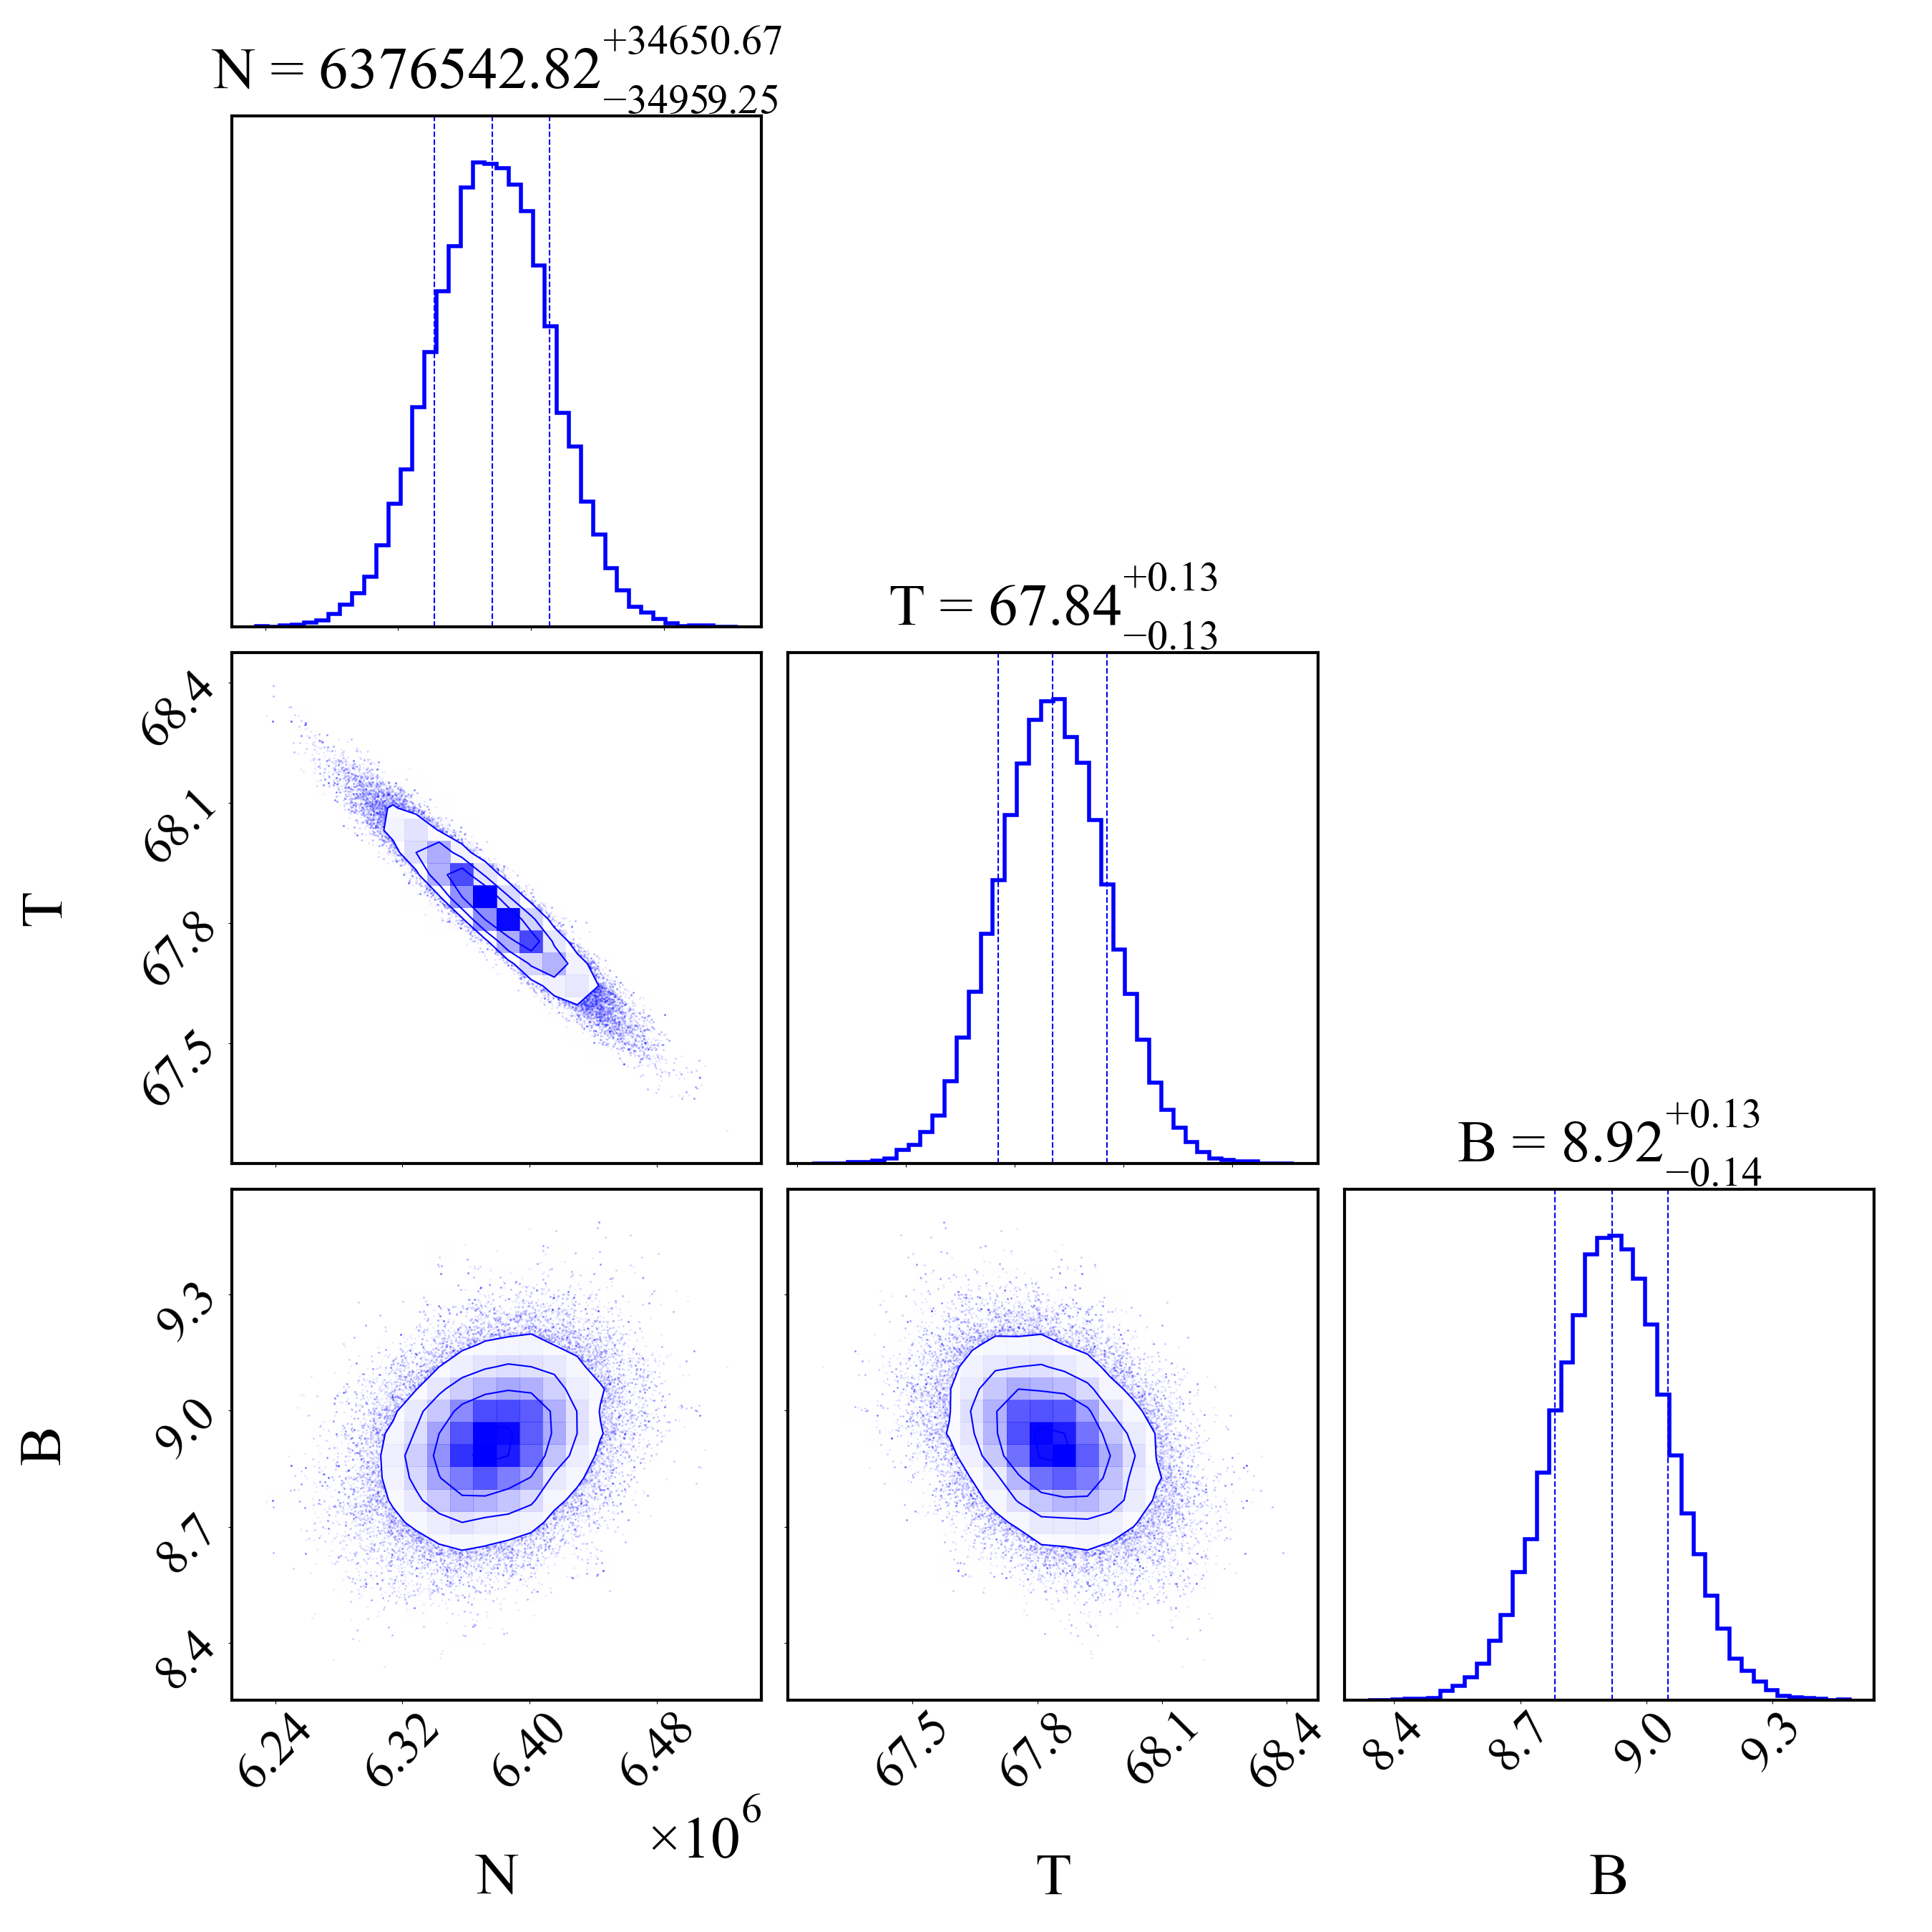 N = 6376542.82 +34650.67 −34959.25
T = 67.84 +0.13 −0.13
68.4
68.1
67.8
67.5
T
B = 8.92 +0.13 −0.14
9.3
9.0
8.7
8.4
B
6.24 6.32 6.40 6.48 67.5 67.8 68.1 68.4 8.4 8.7 9.0 9.3
×10⁶
N T B